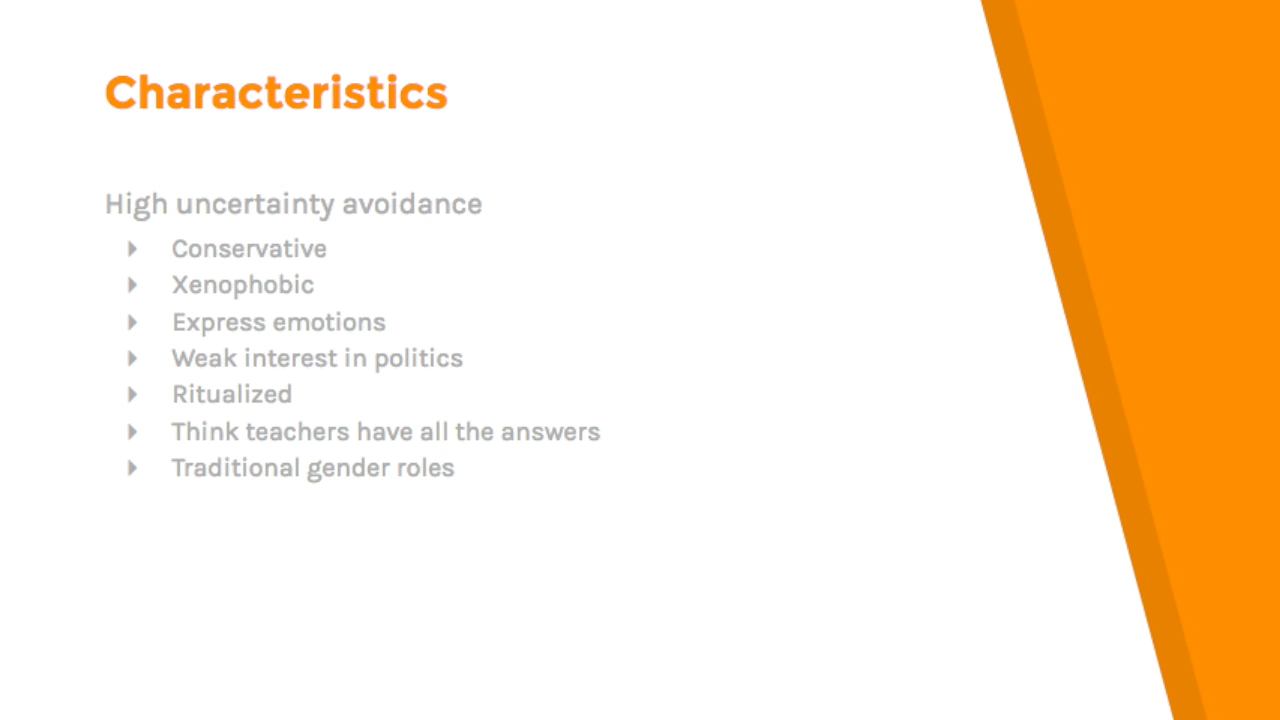 Characteristics
High uncertainty avoidance
Conservative
Xenophobic
Express emotions
Weak interest in politics
Ritualized
Think teachers have all the answers
Traditional gender roles